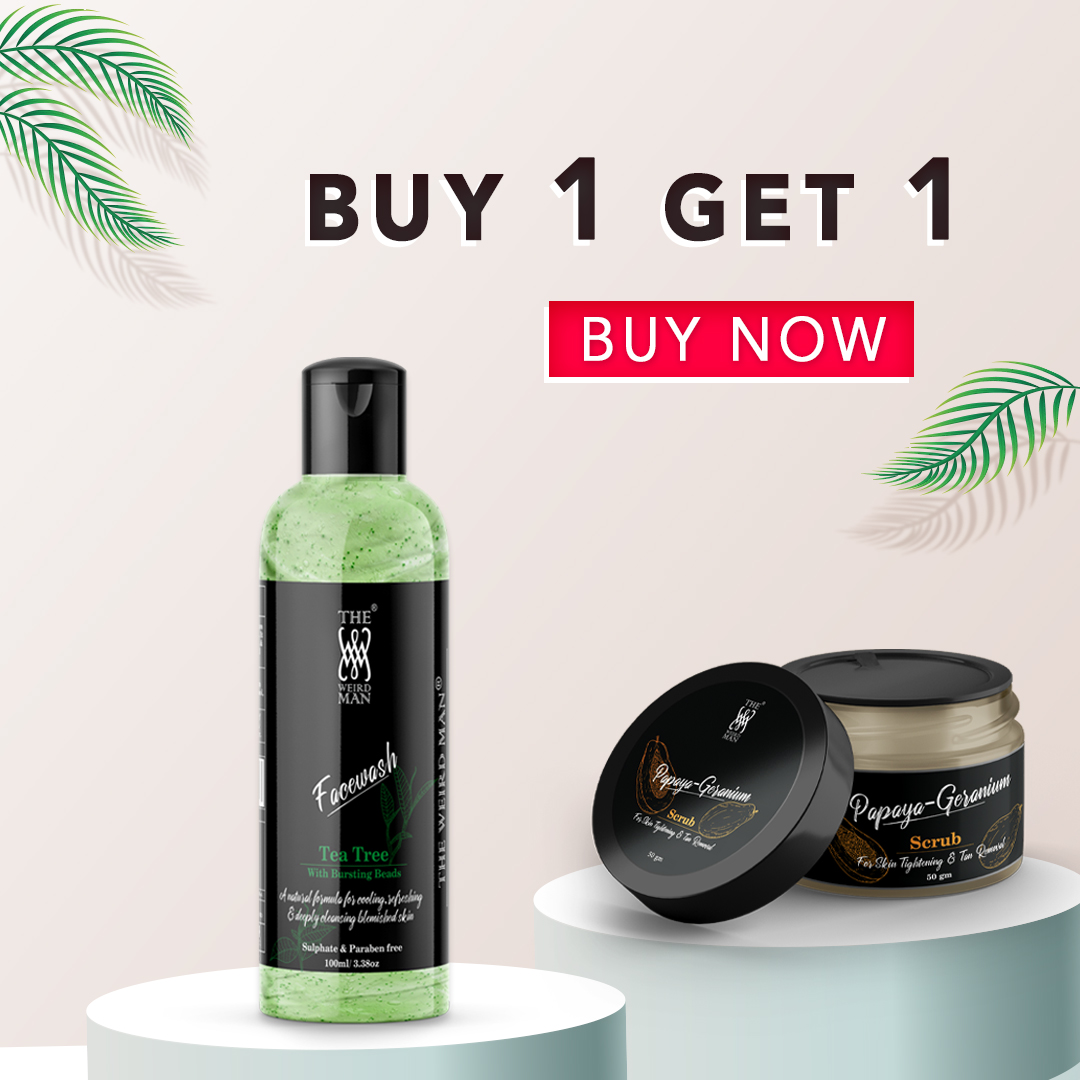 BUY 1 GET 1
BUY NOW
THE®
WEIRD
MAN
Facewash
Tea Tree
With Bursting Beads
A natural formula for cooling, refreshing
& deeply cleansing blemished skin
Sulphate & Paraben free
100ml/ 3.38oz
THE WEIRD MAN®
THE®
WEIRD
MAN
Papaya-Geranium
Scrub
For Skin Tightening & Tan Removal
50 gm
Papaya-Geranium
Scrub
For Skin Tightening & Tan Removal
50 gm